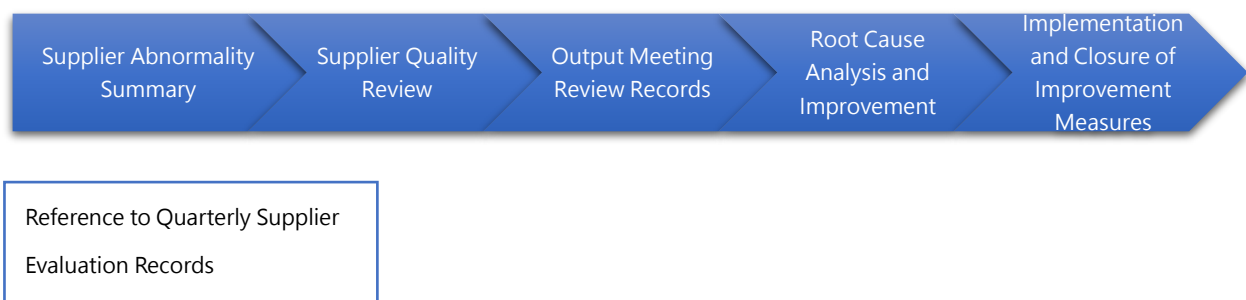 Supplier Abnormality
Summary
Supplier Quality
Review
Output Meeting
Review Records
Root Cause
Analysis and
Improvement
Implementation
and Closure of
Improvement
Measures
Reference to Quarterly Supplier
Evaluation Records